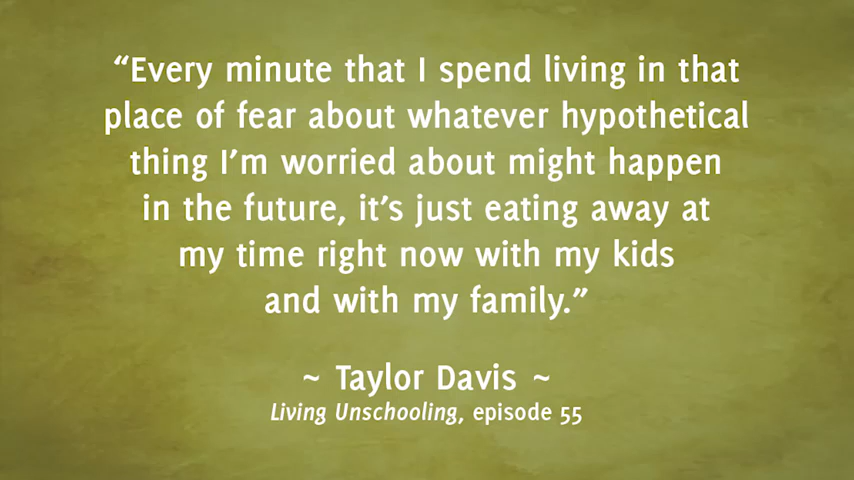 “Every minute that I spend living in that
place of fear about whatever hypothetical
thing I’m worried about might happen
in the future, it’s just eating away at
my time right now with my kids
and with my family.”
~ Taylor Davis ~
Living Unschooling, episode 55